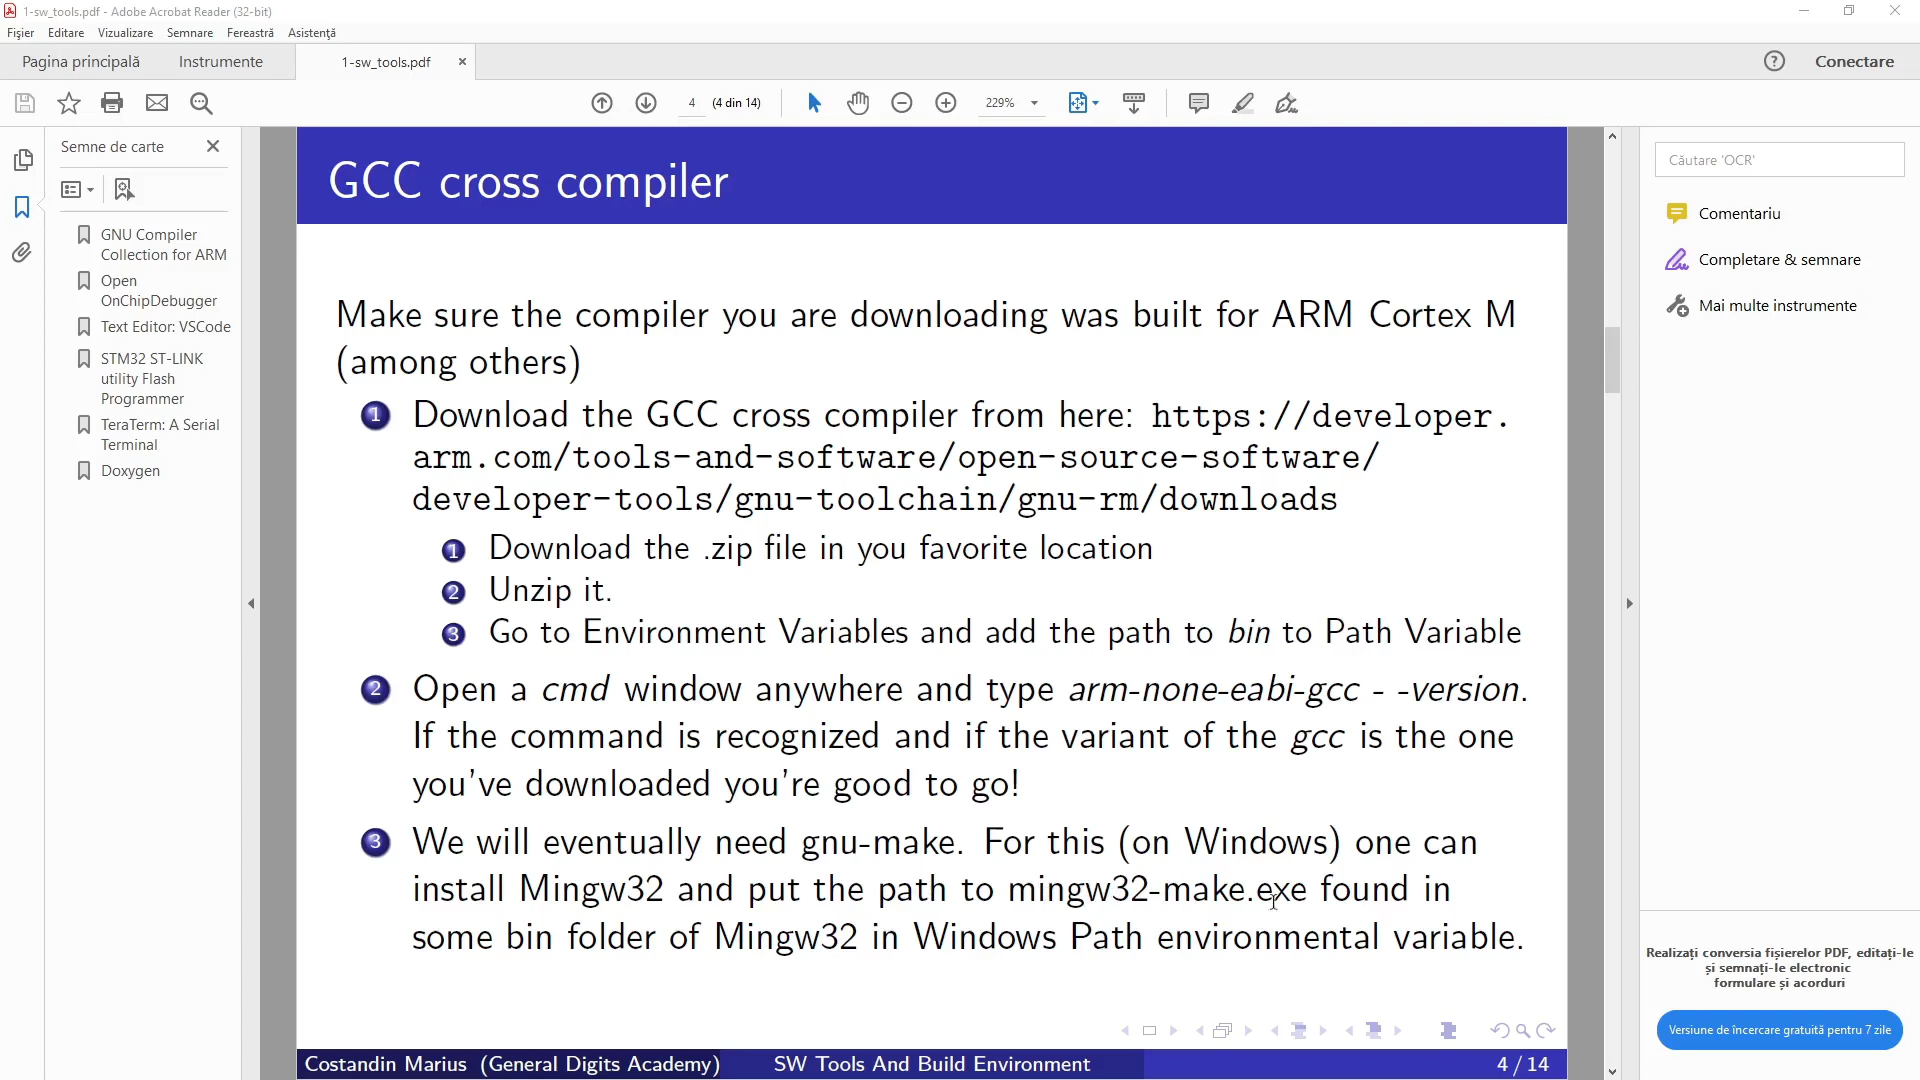 1-sw_tools.pdf - Adobe Acrobat Reader (32-bit)
Fișier Editare Vizualizare Semnare Fereastră Asistență
Pagina principală Instrumente 1-sw_tools.pdf Conectare
4 (4 din 14) 229%
Semne de carte
GNU Compiler
Collection for ARM
Open
OnChipDebugger
Text Editor: VSCode
STM32 ST-LINK
utility Flash
Programmer
TeraTerm: A Serial
Terminal
Doxygen
GCC cross compiler
Make sure the compiler you are downloading was built for ARM Cortex M
(among others)
1 Download the GCC cross compiler from here: https://developer.
arm.com/tools-and-software/open-source-software/
developer-tools/gnu-toolchain/gnu-rm/downloads
1 Download the .zip file in you favorite location
2 Unzip it.
3 Go to Environment Variables and add the path to bin to Path Variable
2 Open a cmd window anywhere and type arm-none-eabi-gcc - -version.
If the command is recognized and if the variant of the gcc is the one
you've downloaded you're good to go!
3 We will eventually need gnu-make. For this (on Windows) one can
install Mingw32 and put the path to mingw32-make.exe found in
some bin folder of Mingw32 in Windows Path environmental variable.
Costandin Marius (General Digits Academy) SW Tools And Build Environment 4 / 14
Căutare 'OCR'
Comentariu
Completare & semnare
Mai multe instrumente
Realizați conversia fișierelor PDF, editați-le
și semnați-le electronic
formulare și acorduri
Versiune de încercare gratuită pentru 7 zile